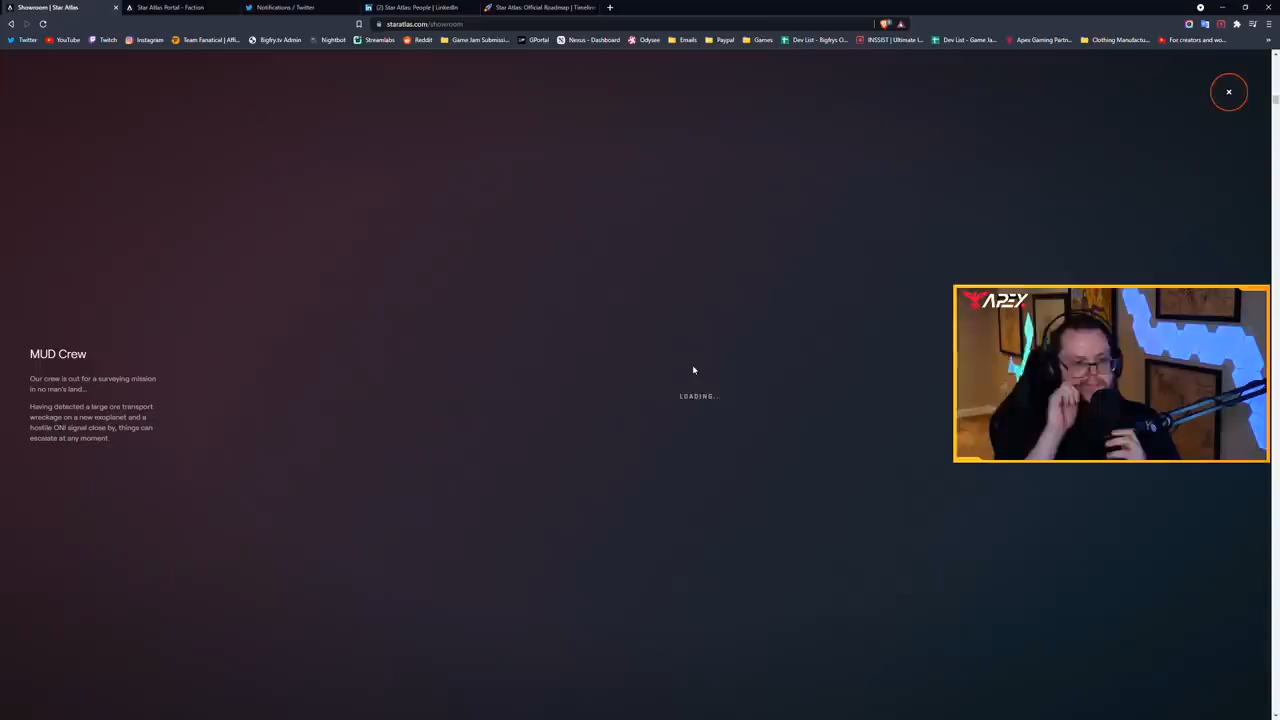 Showroom | Star Atlas
Star Atlas Portal - Faction
Notifications / Twitter
(2) Star Atlas: People | LinkedIn
Star Atlas: Official Roadmap | Timeline
staratlas.com/showroom
Twitter
YouTube
Twitch
Instagram
Team Fanatical | Affi...
Bigfry.tv Admin
Nightbot
Streamlabs
Reddit
Game Jam Submissi...
GPortal
Nexus - Dashboard
Odysee
Emails
Paypal
Games
Dev List - Bigfrys O...
INSSIST | Ultimate I...
Dev List - Game Ja...
Apex Gaming Partn...
Clothing Manufactu...
For creators and wo...
MUD Crew
Our crew is out for a surveying mission
in no man's land...
Having detected a large ore transport
wreckage on a new exoplanet and a
hostile ONI signal close by, things can
escalate at any moment.
LOADING...
APEX